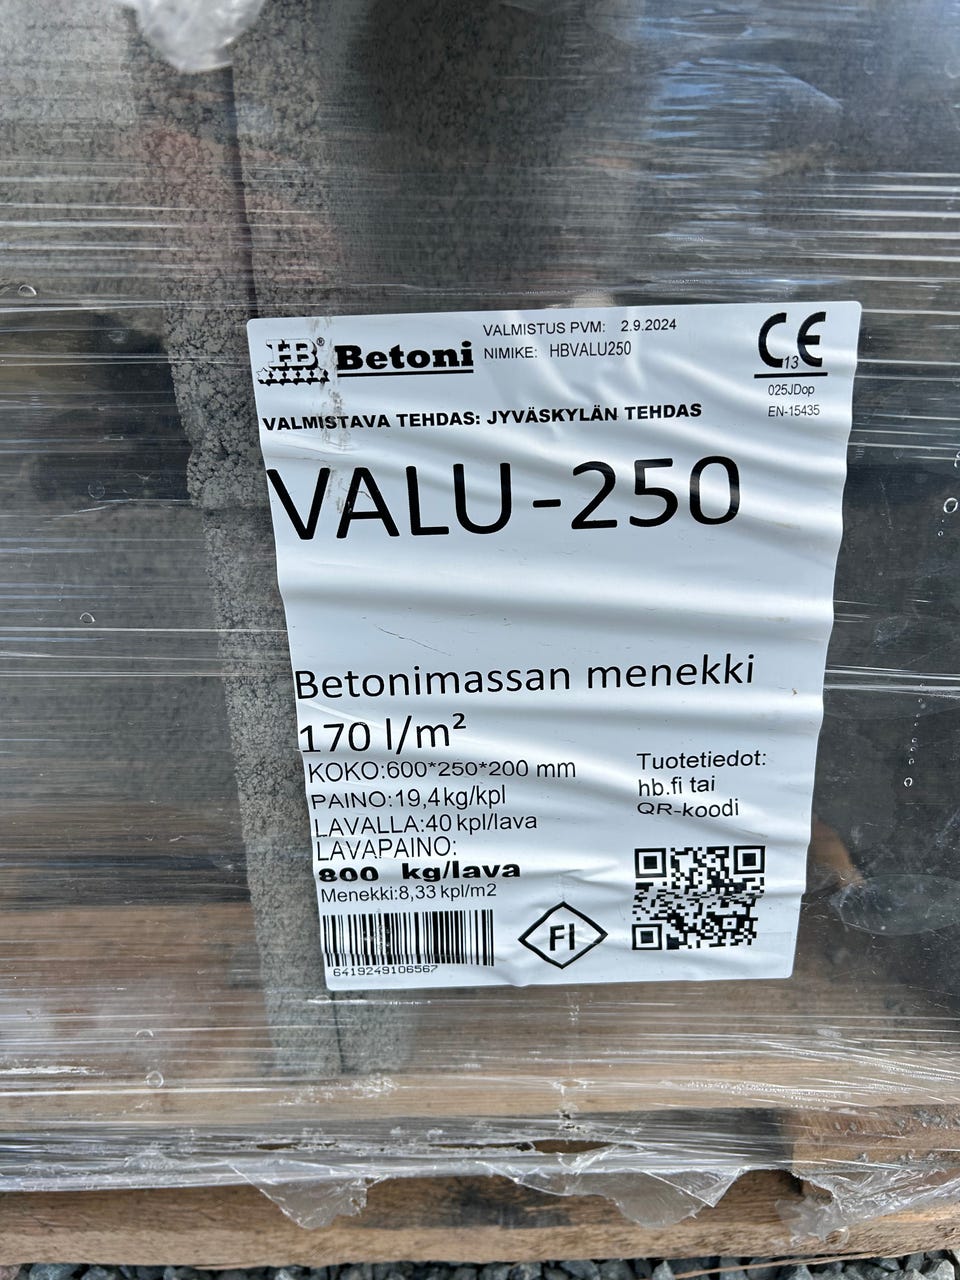 HB® Betoni
VALMISTUS PVM: 2.9.2024
NIMIKE: HBVALU250
CE
13
025JDop
EN-15435
VALMISTAVA TEHDAS: JYVÄSKYLÄN TEHDAS
VALU-250
Betonimassan menekki
170 l/m²
KOKO:600*250*200 mm
PAINO:19,4kg/kpl
LAVALLA:40 kpl/lava
LAVAPAINO:
800 kg/lava
Menekki:8,33 kpl/m2
6419249106567
FI
Tuotetiedot:
hb.fi tai
QR-koodi